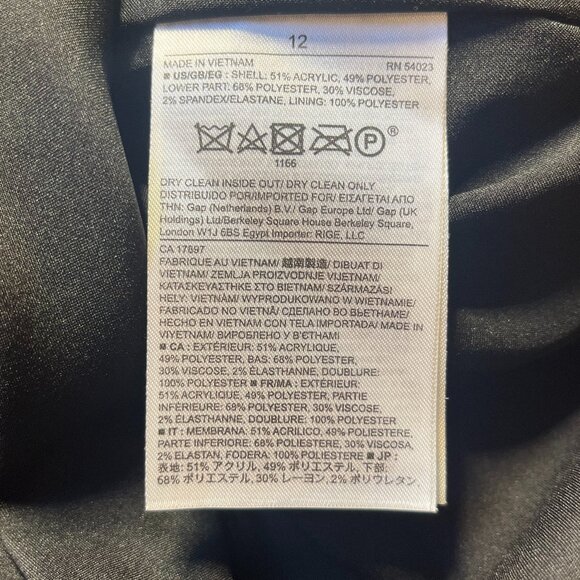 12
MADE IN VIETNAM RN 54023
■ US/GB/EG : SHELL: 51% ACRYLIC, 49% POLYESTER,
LOWER PART: 68% POLYESTER, 30% VISCOSE,
2% SPANDEX/ELASTANE, LINING: 100% POLYESTER
P®
1166
DRY CLEAN INSIDE OUT/ DRY CLEAN ONLY
DISTRIBUIDO POR/IMPORTED FOR/ ΕΙΣΑΓΕΤΑΙ ΑΠΟ
ΤΗΝ: Gap (Netherlands) B.V./ Gap Europe Ltd/ Gap (UK
Holdings) Ltd/Berkeley Square House Berkeley Square,
London W1J 6BS Egypt Importer: RIGE, LLC
CA 17897
FABRIQUE AU VIETNAM/ 越南製造/ DIBUAT DI
VIETNAM/ ZEMLJA PROIZVODNJE VIJETNAM/
ΚΑΤΑΣΚΕΥΑΣΤΗΚΕ ΣΤΟ ΒΙΕΤΝΑΜ/ SZÁRMAZÁSI
HELY: VIETNÁM/ WYPRODUKOWANO W WIETNAMIE/
FABRICADO NO VIETNÃ/ СДЕЛАНО ВО ВЬЕТНАМЕ/
HECHO EN VIETNAM CON TELA IMPORTADA/ MADE IN
VIYETNAM/ ВИРОБЛЕНО У В'ЄТНАМІ
■ CA : EXTÉRIEUR: 51% ACRYLIQUE,
49% POLYESTER, BAS: 68% POLYESTER,
30% VISCOSE, 2% ÉLASTHANNE, DOUBLURE:
100% POLYESTER ■ FR/MA : EXTÉRIEUR:
51% ACRYLIQUE, 49% POLYESTER, PARTIE
INFÉRIEURE: 68% POLYESTER, 30% VISCOSE,
2% ÉLASTHANNE, DOUBLURE: 100% POLYESTER
■ IT : MEMBRANA: 51% ACRILICO, 49% POLIESTERE,
PARTE INFERIORE: 68% POLIESTERE, 30% VISCOSA,
2% ELASTAN, FODERA: 100% POLIESTERE ■ JP :
表地: 51% アクリル, 49% ポリエステル, 下部:
68% ポリエステル, 30% レーヨン, 2% ポリウレタン